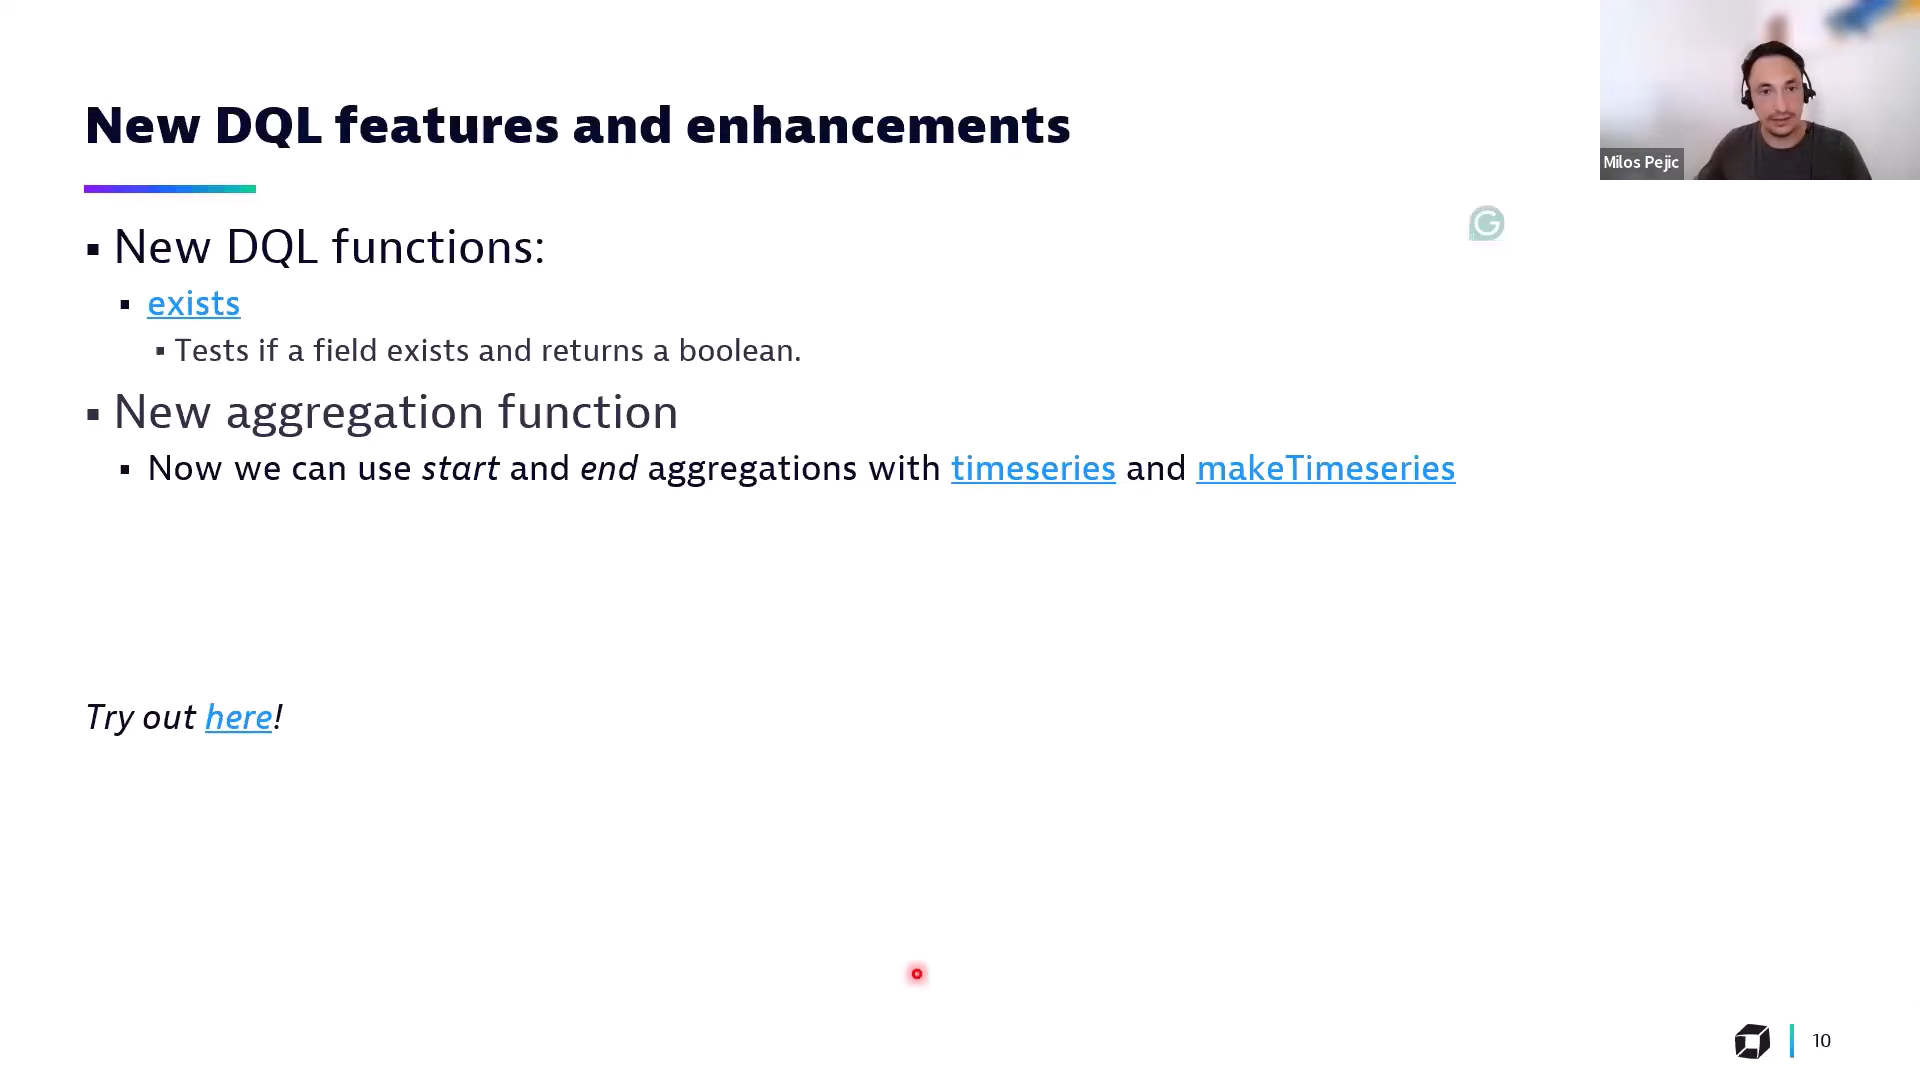 New DQL features and enhancements
Milos Pejic
New DQL functions:
exists
Tests if a field exists and returns a boolean.
New aggregation function
Now we can use start and end aggregations with timeseries and makeTimeseries
Try out here!
10